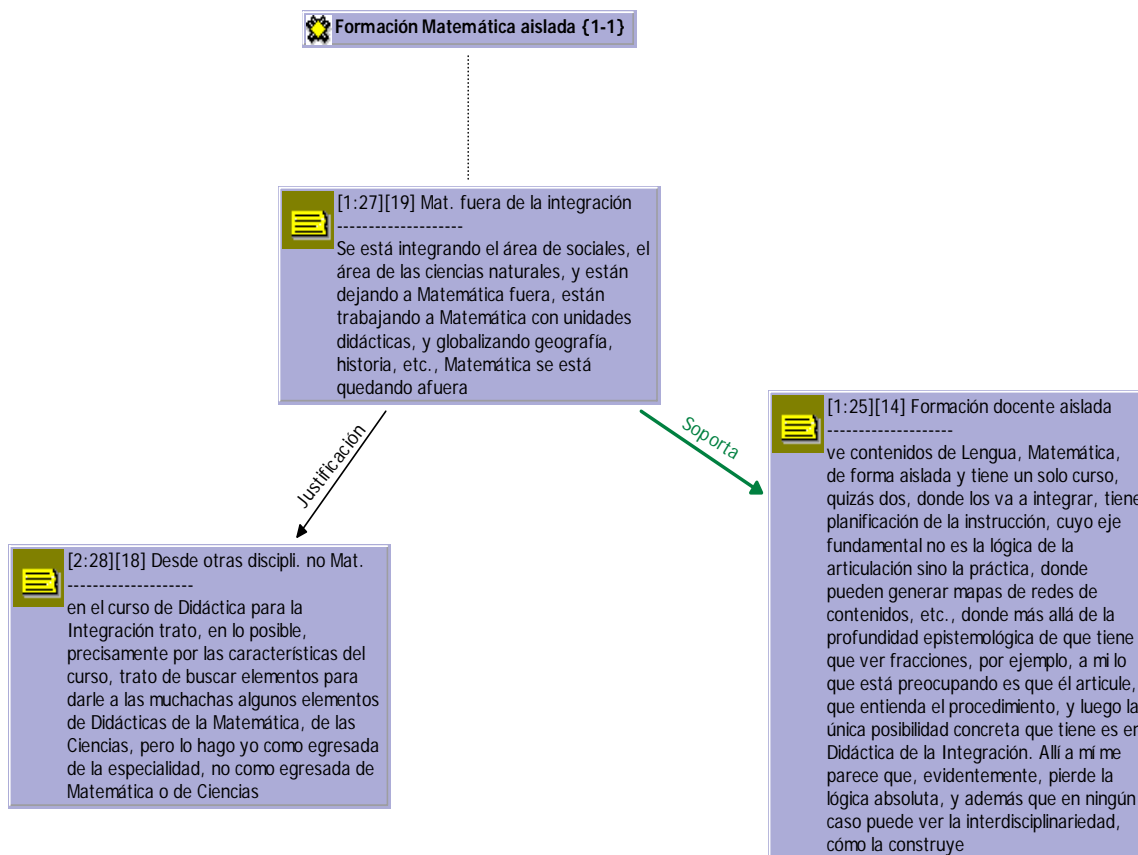 Formación Matemática aislada {1-1}
[1:27][19] Mat. fuera de la integración
--------------------
Se está integrando el área de sociales, el
área de las ciencias naturales, y están
dejando a Matemática fuera, están
trabajando a Matemática con unidades
didácticas, y globalizando geografía,
historia, etc., Matemática se está
quedando afuera
Justificación
Soporta
[2:28][18] Desde otras discipli. no Mat.
--------------------
en el curso de Didáctica para la
Integración trato, en lo posible,
precisamente por las características del
curso, trato de buscar elementos para
darle a las muchachas algunos elementos
de Didácticas de la Matemática, de las
Ciencias, pero lo hago yo como egresada
de la especialidad, no como egresada de
Matemática o de Ciencias
[1:25][14] Formación docente aislada
--------------------
ve contenidos de Lengua, Matemática,
de forma aislada y tiene un solo curso,
quizás dos, donde los va a integrar, tiene
planificación de la instrucción, cuyo eje
fundamental no es la lógica de la
articulación sino la práctica, donde
pueden generar mapas de redes de
contenidos, etc., donde más allá de la
profundidad epistemológica de que tiene
que ver fracciones, por ejemplo, a mi lo
que está preocupando es que él articule,
que entienda el procedimiento, y luego la
única posibilidad concreta que tiene es en
Didáctica de la Integración. Allí a mí me
parece que, evidentemente, pierde la
lógica absoluta, y además que en ningún
caso puede ver la interdisciplinariedad,
cómo la construye